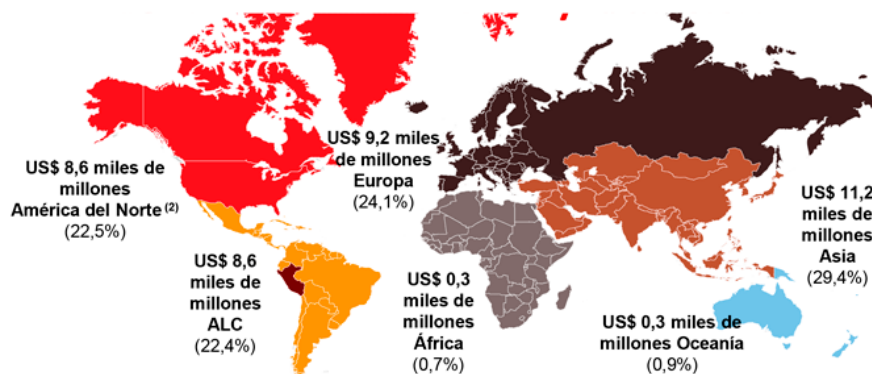 US$ 8,6 miles de
millones
América del Norte (2)
(22,5%)
US$ 9,2 miles
de millones
Europa
(24,1%)
US$ 11,2
miles de
millones
Asia
(29,4%)
US$ 8,6
miles de
millones
ALC
(22,4%)
US$ 0,3
miles de
millones
África
(0,7%)
US$ 0,3 miles de
millones Oceanía
(0,9%)